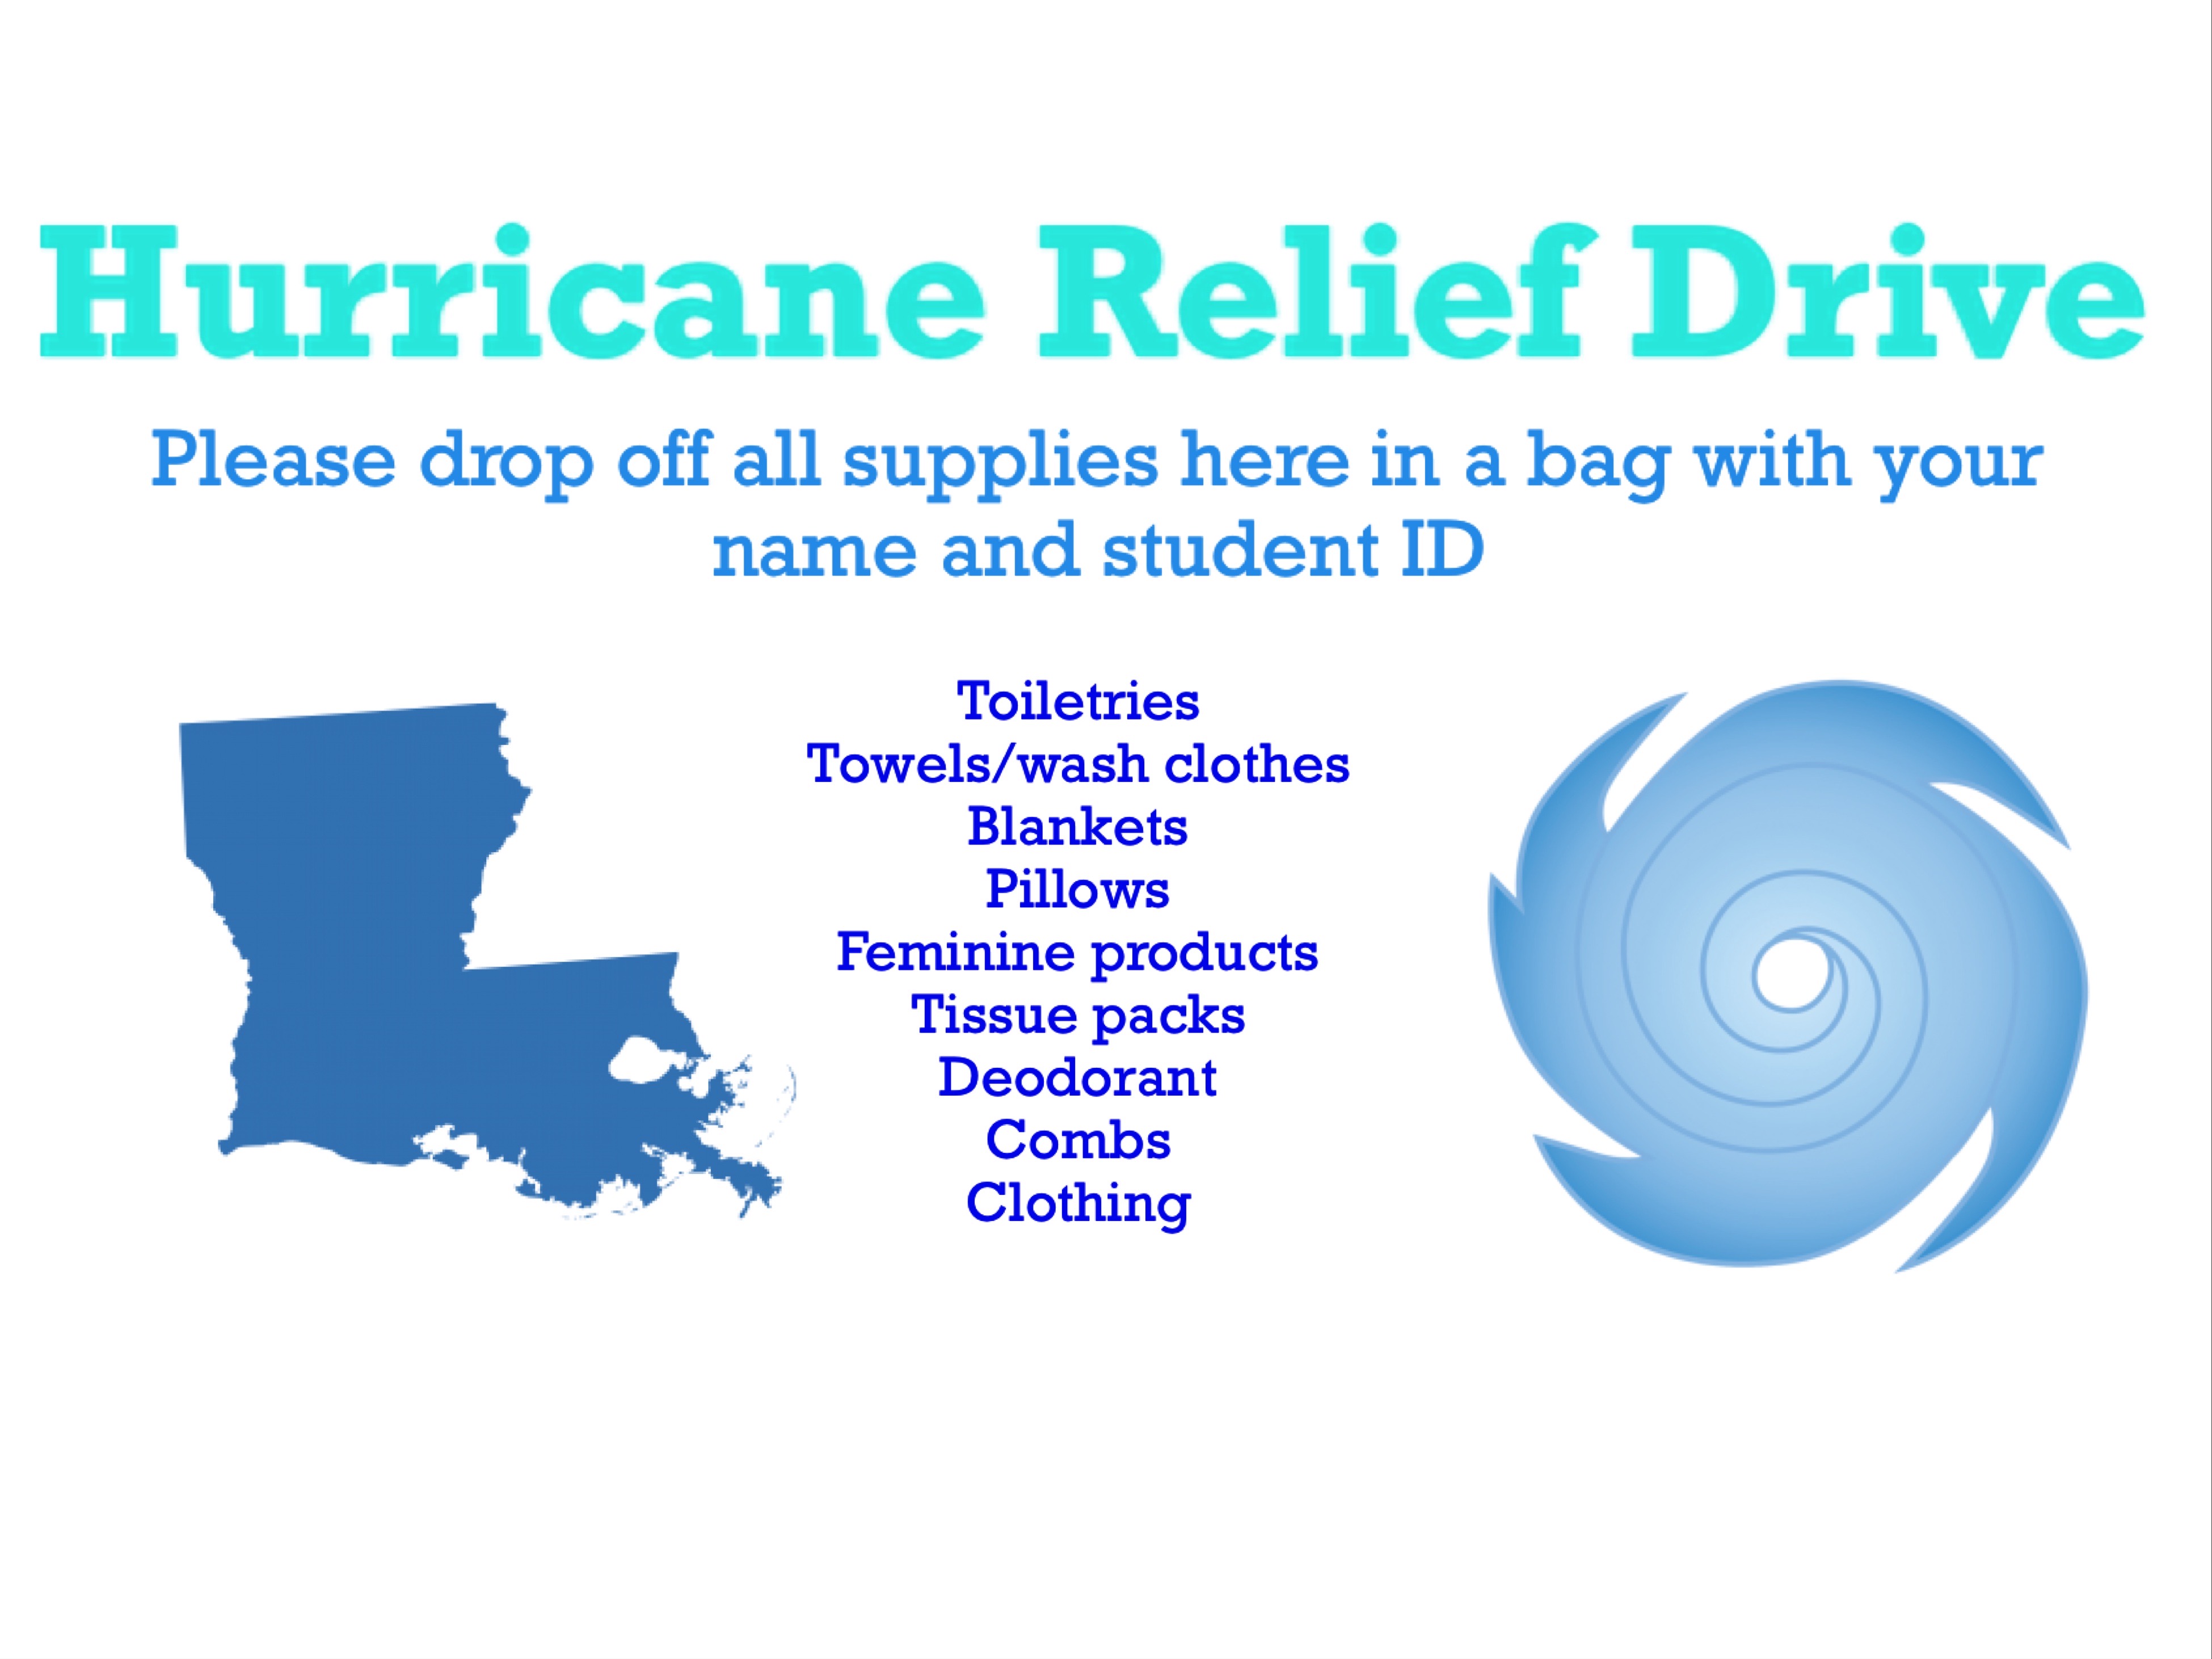 Hurricane Relief Drive
Please drop off all supplies here in a bag with your
name and student ID
Toiletries
Towels/wash clothes
Blankets
Pillows
Feminine products
Tissue packs
Deodorant
Combs
Clothing